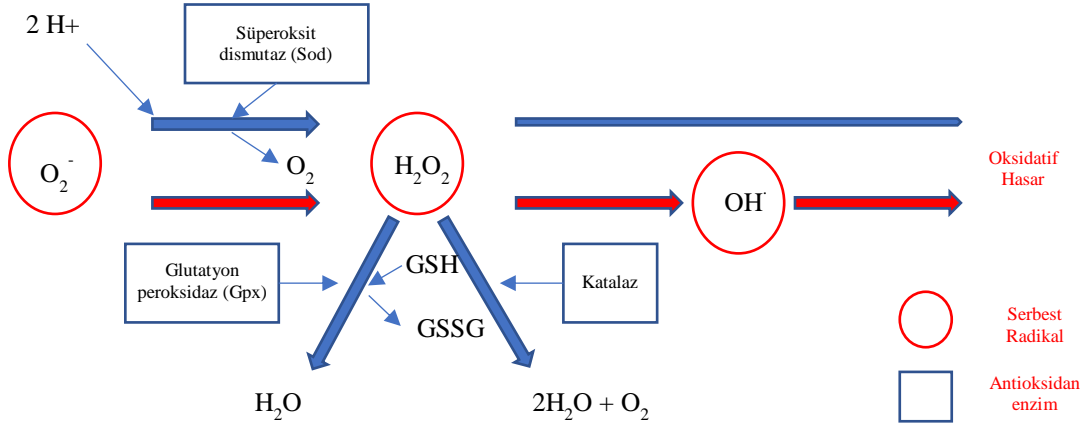 2 H+
Süperoksit
dismutaz (Sod)
O₂⁻
O₂
H₂O₂
OH˙
Oksidatif
Hasar
Glutatyon
peroksidaz (Gpx)
GSH
GSSG
Katalaz
Serbest
Radikal
H₂O
2H₂O + O₂
Antioksidan
enzim